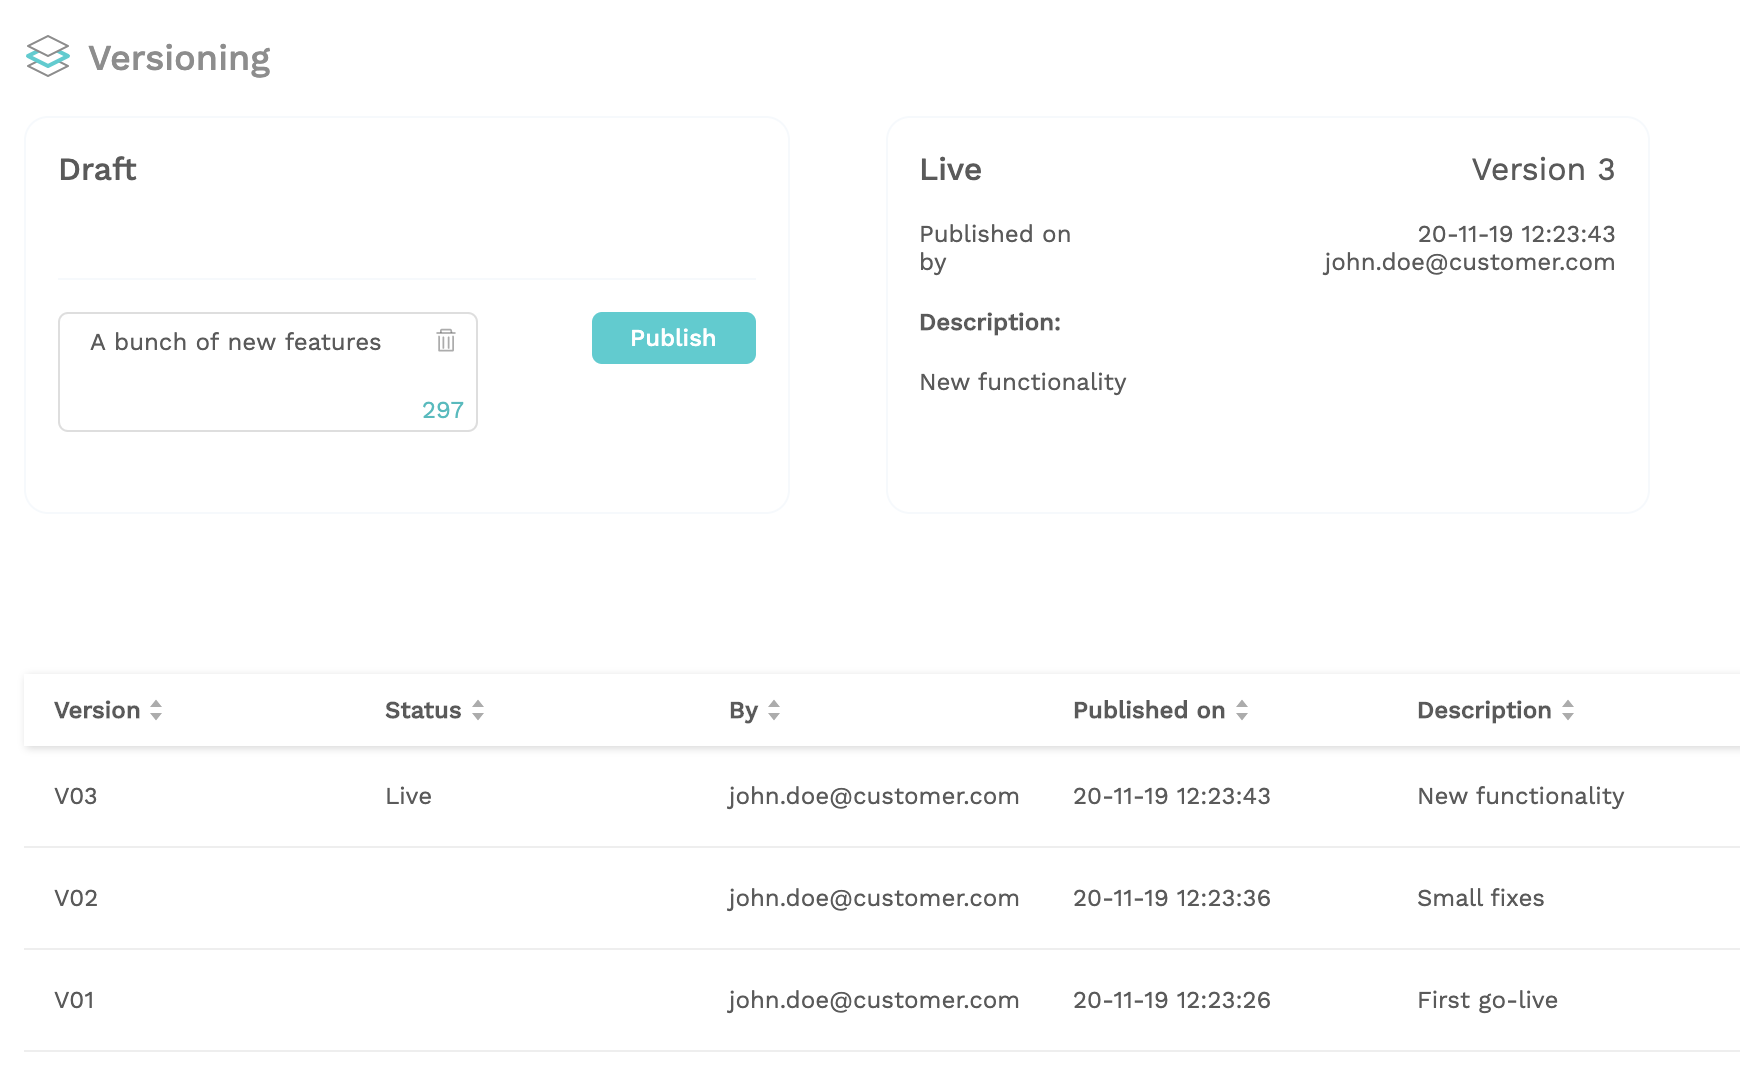 Versioning
Draft
A bunch of new features
297
Publish
Live Version 3
Published on 20-11-19 12:23:43
by john.doe@customer.com
Description:
New functionality
Version Status By Published on Description
V03 Live john.doe@customer.com 20-11-19 12:23:43 New functionality
V02 john.doe@customer.com 20-11-19 12:23:36 Small fixes
V01 john.doe@customer.com 20-11-19 12:23:26 First go-live